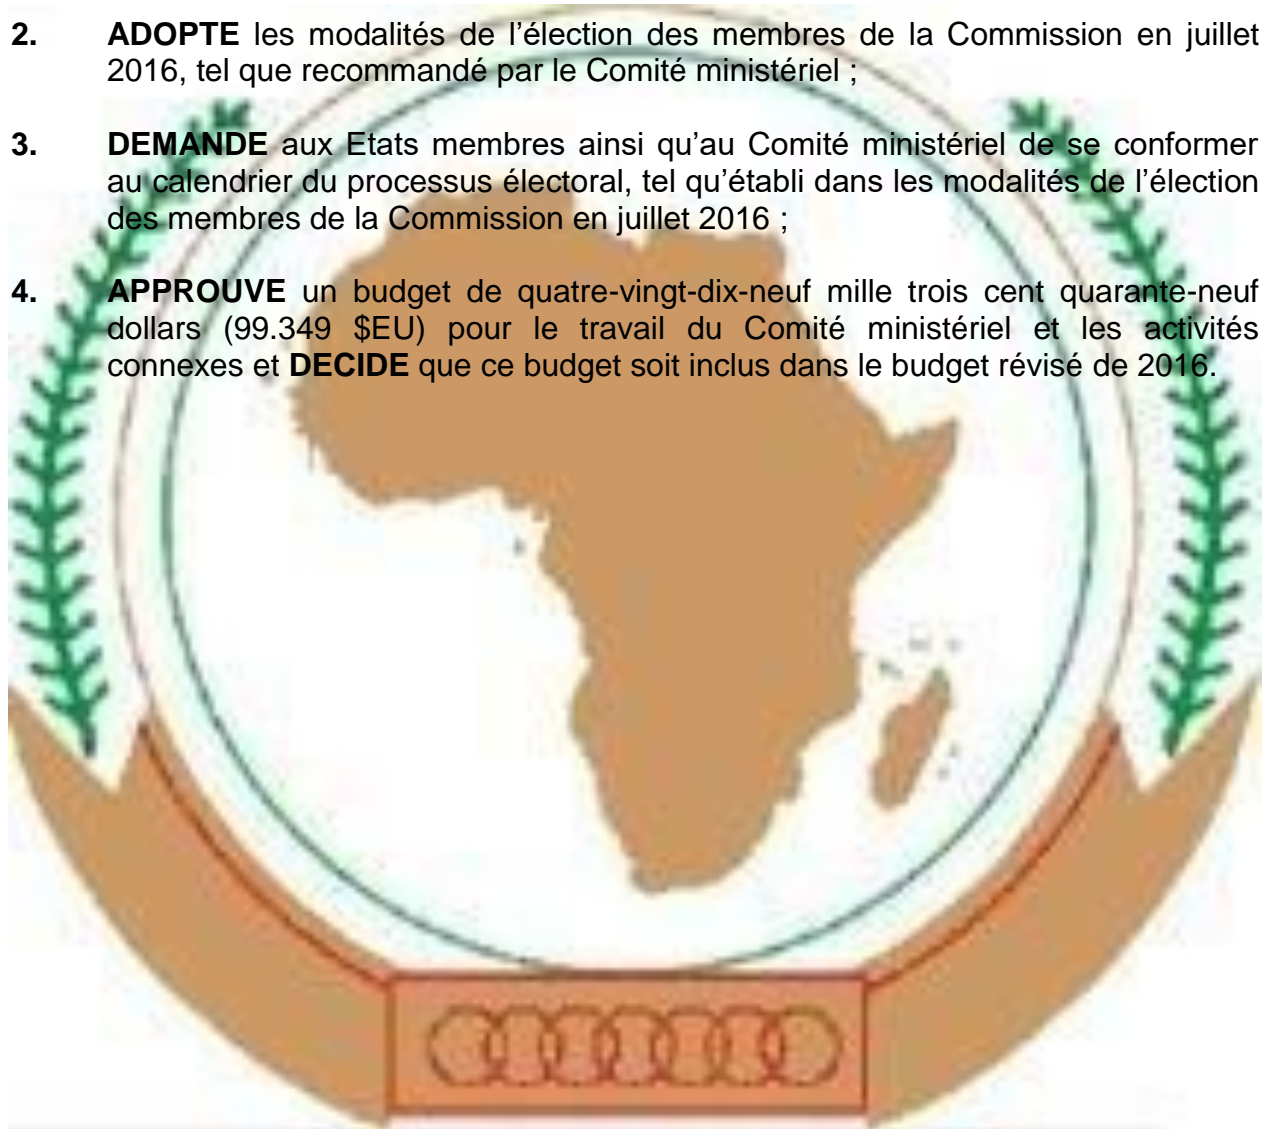 2. ADOPTE les modalités de l’élection des membres de la Commission en juillet
2016, tel que recommandé par le Comité ministériel ;
3. DEMANDE aux Etats membres ainsi qu’au Comité ministériel de se conformer
au calendrier du processus électoral, tel qu’établi dans les modalités de l’élection
des membres de la Commission en juillet 2016 ;
4. APPROUVE un budget de quatre-vingt-dix-neuf mille trois cent quarante-neuf
dollars (99.349 $EU) pour le travail du Comité ministériel et les activités
connexes et DECIDE que ce budget soit inclus dans le budget révisé de 2016.